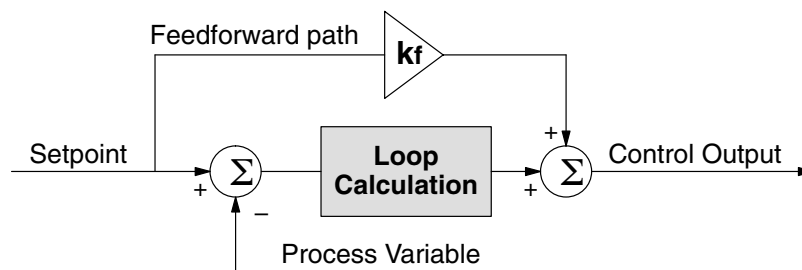 Feedforward path
kf
Setpoint
+
Σ
−
Loop
Calculation
+
+
Σ
Control Output
Process Variable